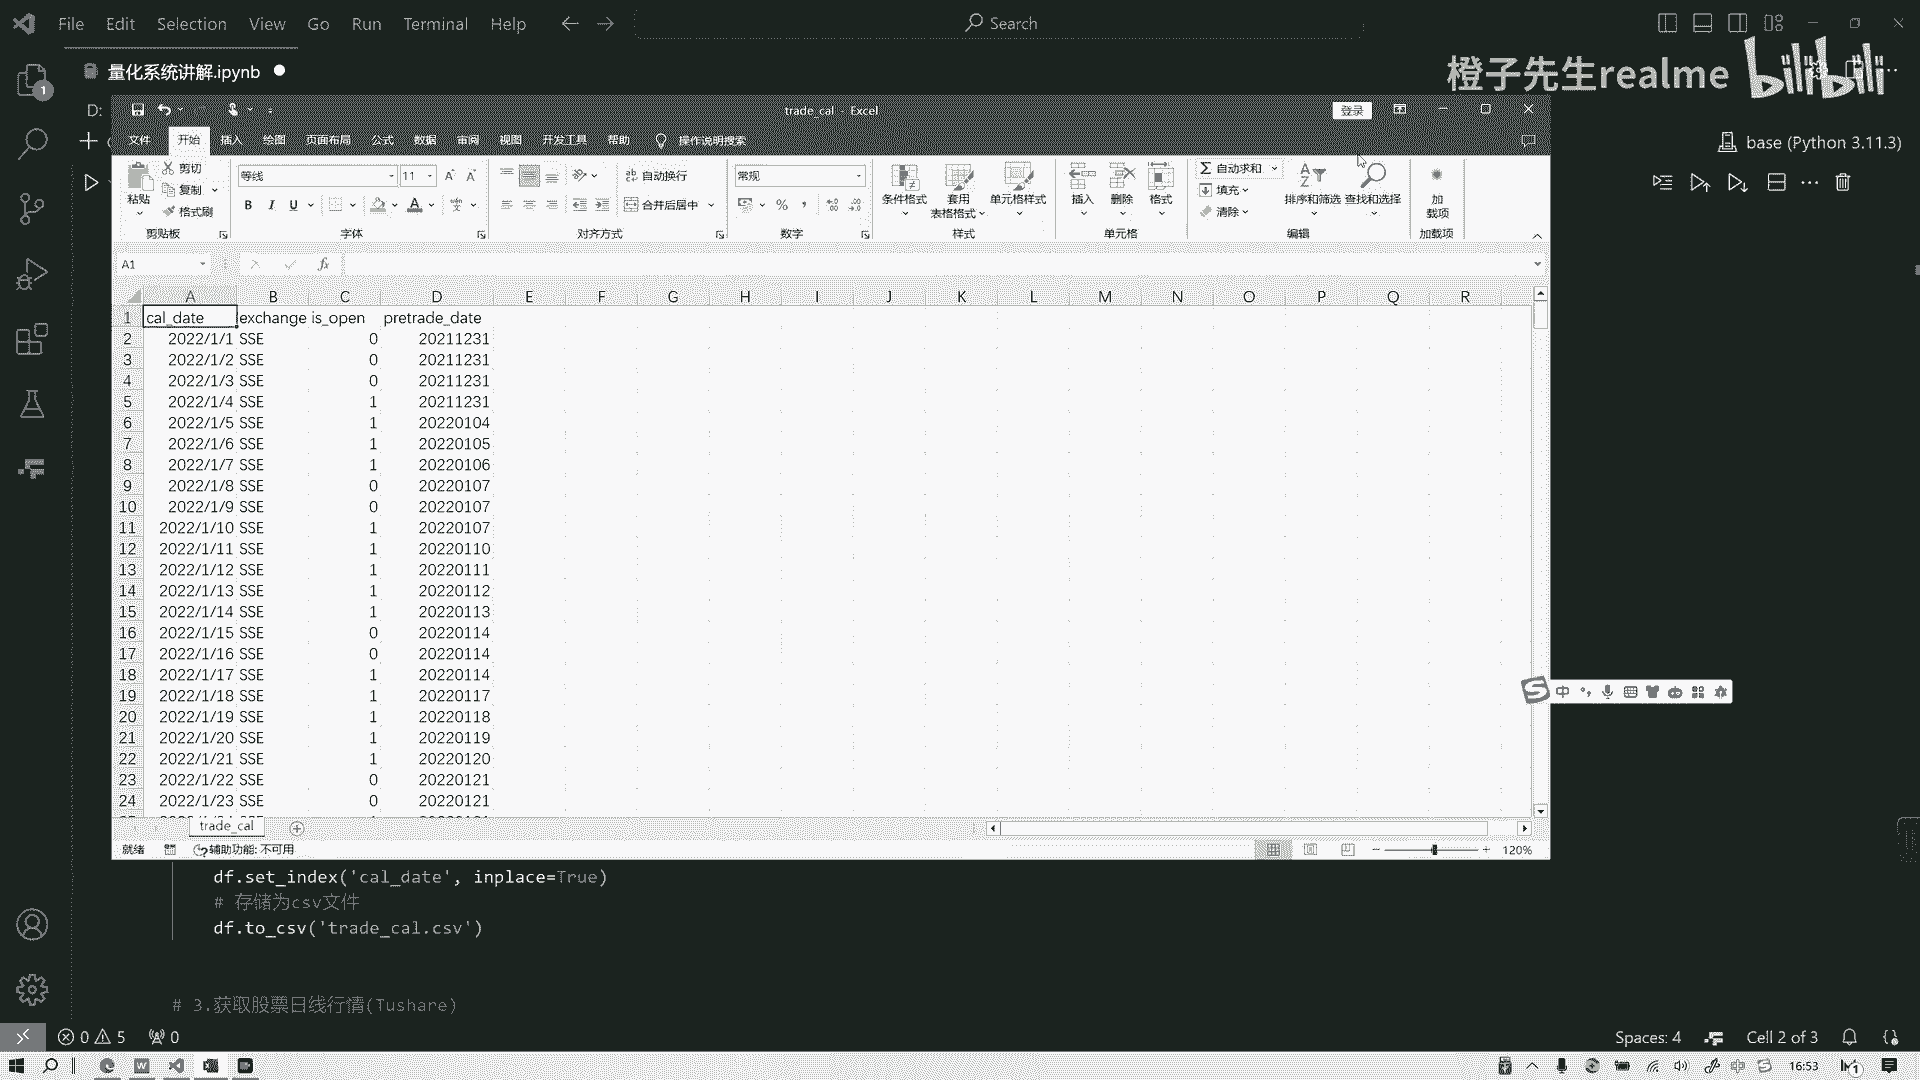 File Edit Selection View Go Run Terminal Help Search
量化系统讲解.ipynb
橙子先生realme bilibili
D:
trade_cal - Excel 登录
文件 开始 插入 绘图 页面布局 公式 数据 审阅 视图 开发工具 帮助 操作说明搜索
base (Python 3.11.3)
粘贴 剪切 复制 格式刷 剪贴板
等线 11 B I U 字体
自动换行 合并后居中 对齐方式
常规 % 数字
条件格式 套用表格格式 单元格样式 样式
插入 删除 格式 单元格
Σ 自动求和 填充 清除 排序和筛选 查找和选择 编辑
加载项 加载项
A1 fx
A B C D E F G H I J K L M N O P Q R
1 cal_date exchange is_open pretrade_date
2 2022/1/1 SSE 0 20211231
3 2022/1/2 SSE 0 20211231
4 2022/1/3 SSE 0 20211231
5 2022/1/4 SSE 1 20211231
6 2022/1/5 SSE 1 20220104
7 2022/1/6 SSE 1 20220105
8 2022/1/7 SSE 1 20220106
9 2022/1/8 SSE 0 20220107
10 2022/1/9 SSE 0 20220107
11 2022/1/10 SSE 1 20220107
12 2022/1/11 SSE 1 20220110
13 2022/1/12 SSE 1 20220111
14 2022/1/13 SSE 1 20220112
15 2022/1/14 SSE 1 20220113
16 2022/1/15 SSE 0 20220114
17 2022/1/16 SSE 0 20220114
18 2022/1/17 SSE 1 20220114
19 2022/1/18 SSE 1 20220117
20 2022/1/19 SSE 1 20220118
21 2022/1/20 SSE 1 20220119
22 2022/1/21 SSE 1 20220120
23 2022/1/22 SSE 0 20220121
24 2022/1/23 SSE 0 20220121
中
trade_cal
就绪 辅助功能: 不可用 120%
df.set_index('cal_date', inplace=True)
# 存储为csv文件
df.to_csv('trade_cal.csv')
# 3.获取股票日线行情(Tushare)
0 5 0 Spaces: 4 Cell 2 of 3
中 16:53